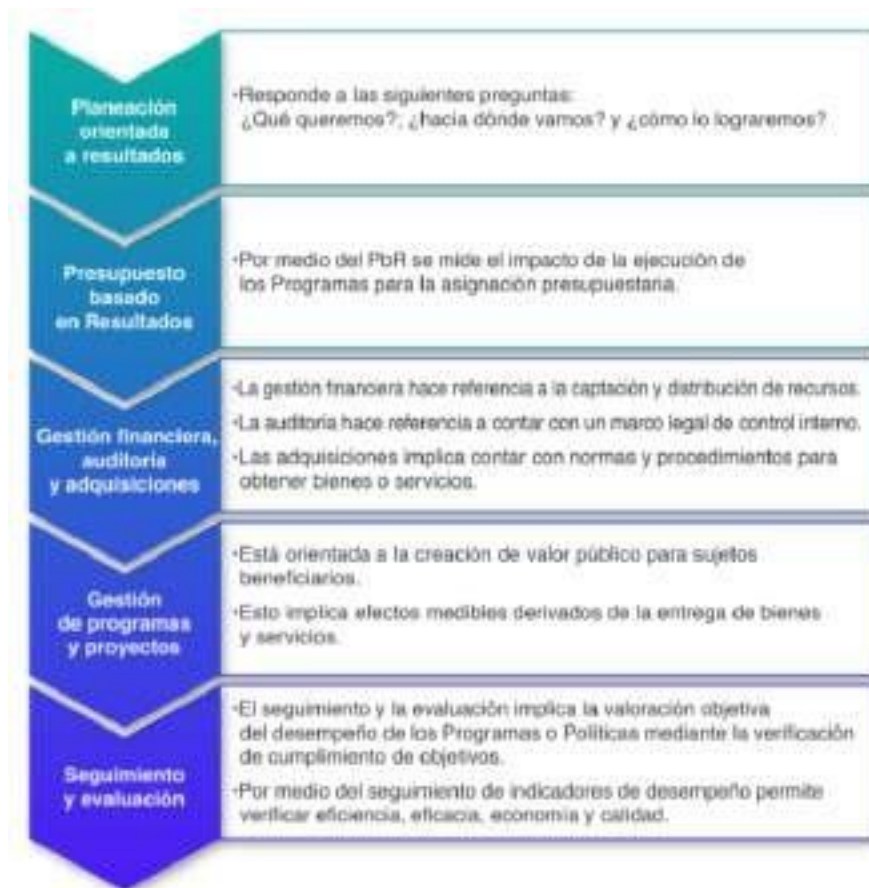 Planeación
orientada
a resultados
•Responde a las siguientes preguntas:
¿Qué queremos?; ¿hacia dónde vamos? y ¿cómo lo lograremos?
Presupuesto
basado
en Resultados
•Por medio del PbR se mide el impacto de la ejecución de
los Programas para la asignación presupuestaria.
Gestión financiera,
auditoría
y adquisiciones
•La gestión financiera hace referencia a la captación y distribución de recursos.
•La auditoría hace referencia a contar con un marco legal de control interno.
•Las adquisiciones implica contar con normas y procedimientos para
obtener bienes o servicios.
Gestión
de programas
y proyectos
•Está orientada a la creación de valor público para sujetos
beneficiarios.
•Esto implica efectos medibles derivados de la entrega de bienes
y servicios.
Seguimiento
y evaluación
•El seguimiento y la evaluación implica la valoración objetiva
del desempeño de los Programas o Políticas mediante la verificación
de cumplimiento de objetivos.
•Por medio del seguimiento de indicadores de desempeño permite
verificar eficiencia, eficacia, economía y calidad.